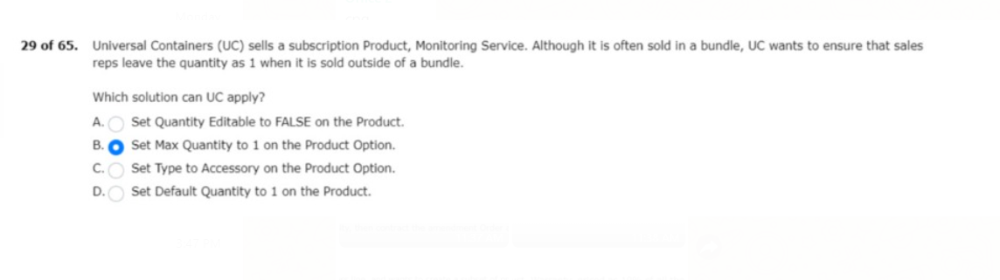 29 of 65. Universal Containers (UC) sells a subscription Product, Monitoring Service. Although it is often sold in a bundle, UC wants to ensure that sales
reps leave the quantity as 1 when it is sold outside of a bundle.
Which solution can UC apply?
A. Set Quantity Editable to FALSE on the Product.
B. Set Max Quantity to 1 on the Product Option.
C. Set Type to Accessory on the Product Option.
D. Set Default Quantity to 1 on the Product.